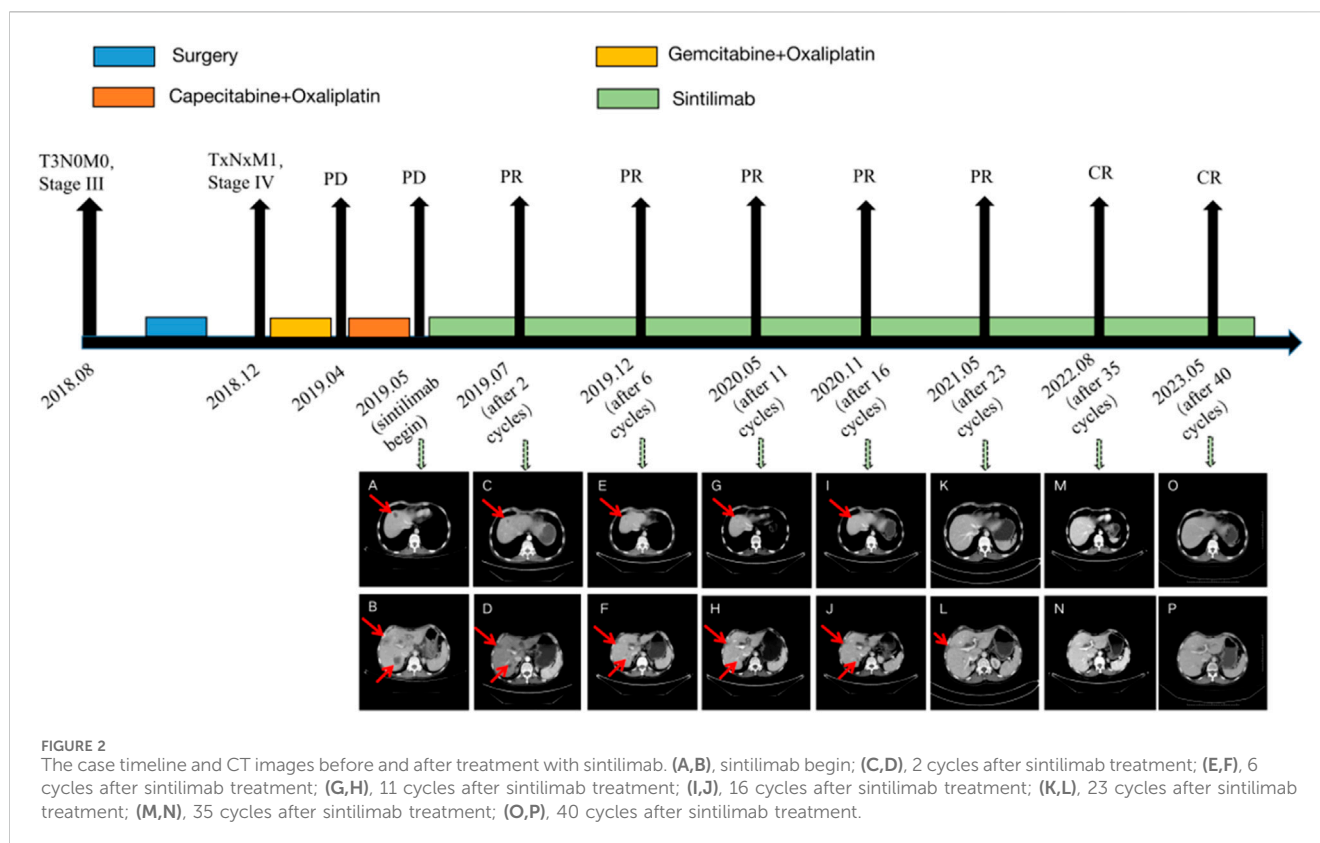 Surgery
Gemcitabine+Oxaliplatin
Capecitabine+Oxaliplatin
Sintilimab
T3N0M0,
Stage III
TxNxM1,
Stage IV
PD
PD
PR
PR
PR
PR
PR
CR
CR
2018.08
2018.12
2019.04
2019.05
(sintilimab
begin)
2019.07
(after 2
cycles)
2019.12
(after 6
cycles)
2020.05
(after 11
cycles)
2020.11
(after 16
cycles)
2021.05
(after 23
cycles)
2022.08
(after 35
cycles)
2023.05
(after 40
cycles)
A
C
E
G
I
K
M
O
B
D
F
H
J
L
N
P
FIGURE 2
The case timeline and CT images before and after treatment with sintilimab. (A,B), sintilimab begin; (C,D), 2 cycles after sintilimab treatment; (E,F), 6
cycles after sintilimab treatment; (G,H), 11 cycles after sintilimab treatment; (I,J), 16 cycles after sintilimab treatment; (K,L), 23 cycles after sintilimab
treatment; (M,N), 35 cycles after sintilimab treatment; (O,P), 40 cycles after sintilimab treatment.